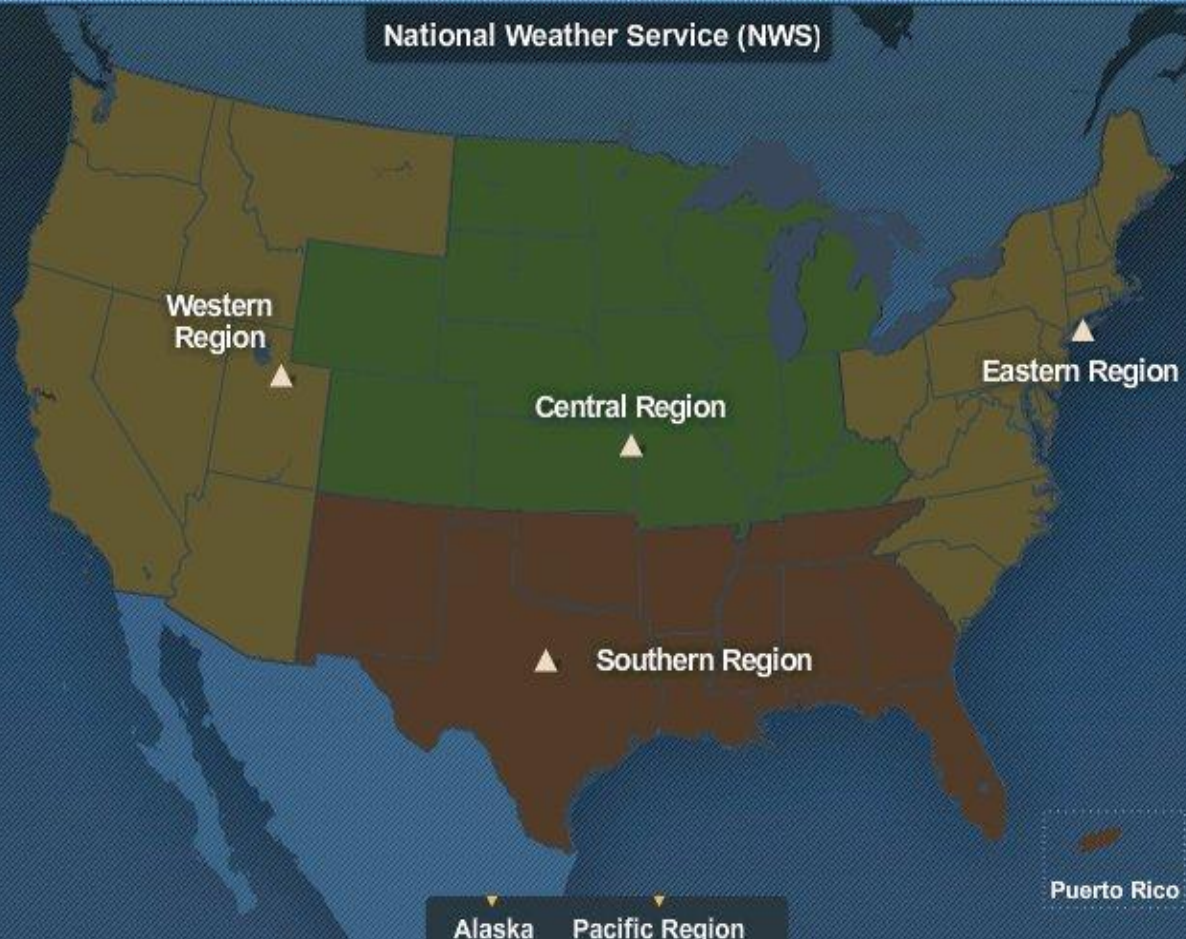 National Weather Service (NWS)
Western
Region
Eastern Region
Central Region
Southern Region
Puerto Rico
Alaska
Pacific Region